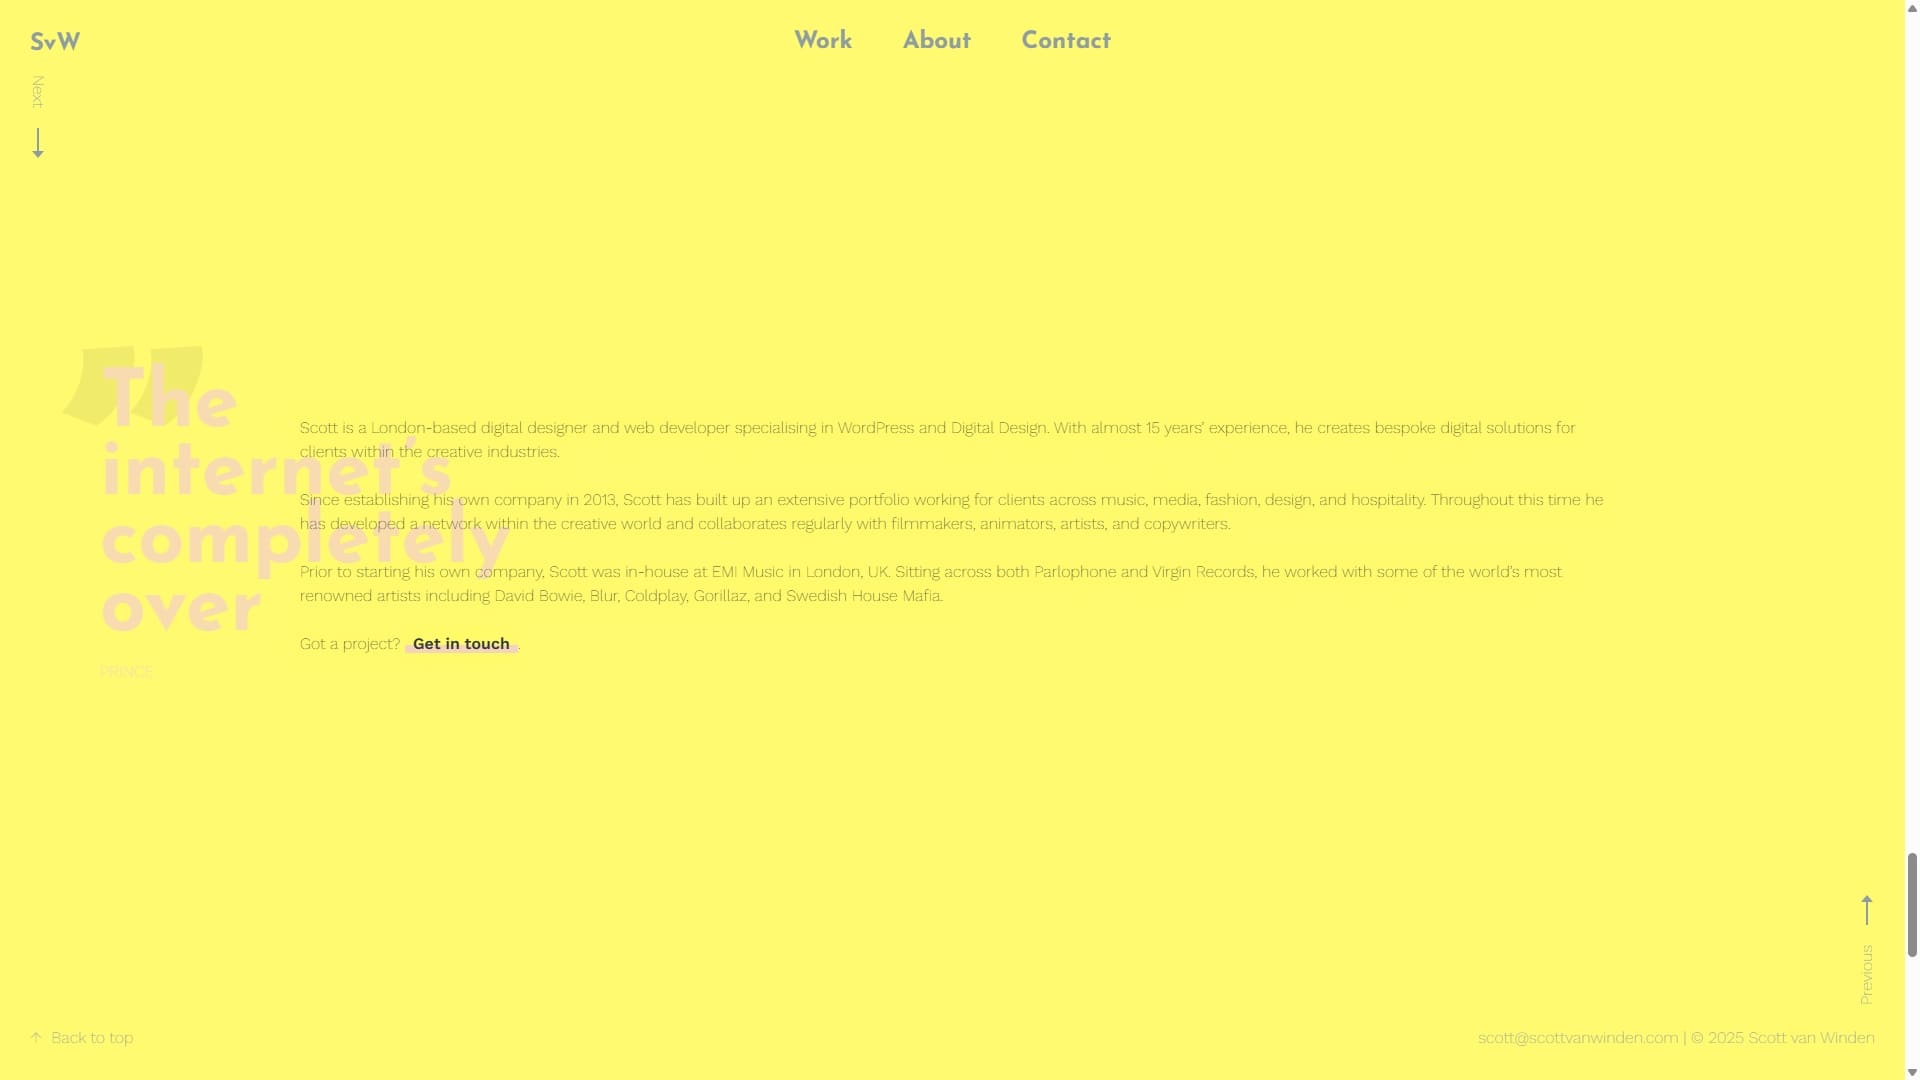 SvW
Work
About
Contact
Next
The
internet's
completely
over
PRINCE
Scott is a London-based digital designer and web developer specialising in WordPress and Digital Design. With almost 15 years' experience, he creates bespoke digital solutions for
clients within the creative industries.
Since establishing his own company in 2013, Scott has built up an extensive portfolio working for clients across music, media, fashion, design, and hospitality. Throughout this time he
has developed a network within the creative world and collaborates regularly with filmmakers, animators, artists, and copywriters.
Prior to starting his own company, Scott was in-house at EMI Music in London, UK. Sitting across both Parlophone and Virgin Records, he worked with some of the world's most
renowned artists including David Bowie, Blur, Coldplay, Gorillaz, and Swedish House Mafia.
Got a project? Get in touch.
Previous
↑ Back to top
scott@scottvanwinden.com | © 2025 Scott van Winden